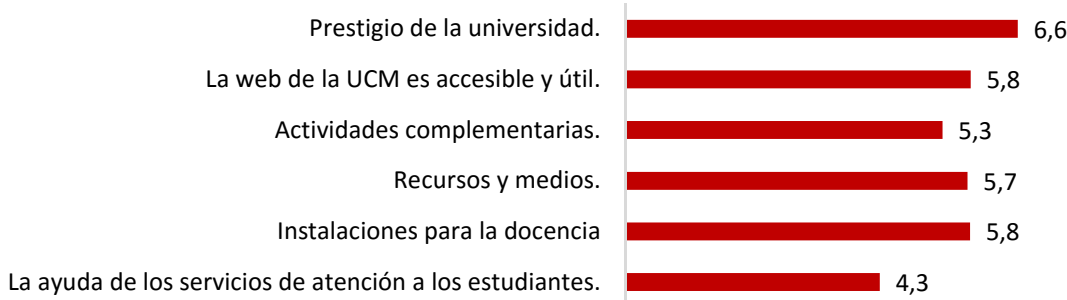 Prestigio de la universidad. 6,6
La web de la UCM es accesible y útil. 5,8
Actividades complementarias. 5,3
Recursos y medios. 5,7
Instalaciones para la docencia 5,8
La ayuda de los servicios de atención a los estudiantes. 4,3